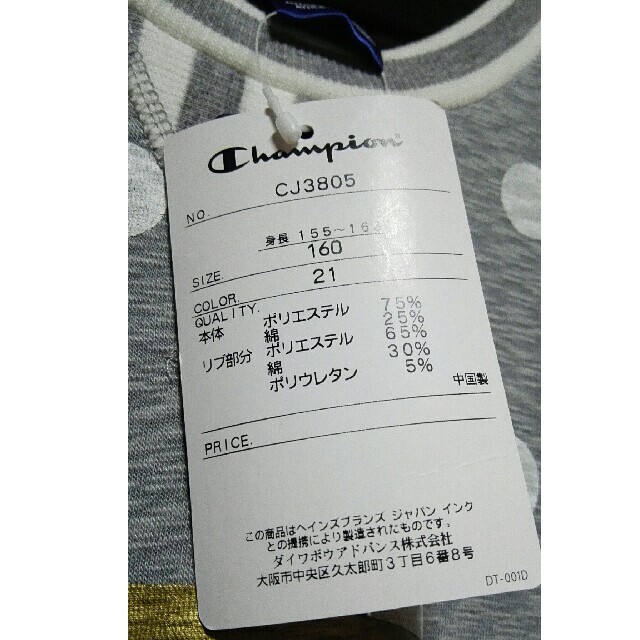 Champion
NO. CJ3805
身長 155~16
SIZE. 160
COLOR. 21
QUALITY.
本体 ポリエステル 75%
綿 25%
リブ部分 ポリエステル 65%
綿 30%
ポリウレタン 5%
中国製
PRICE.
この商品はヘインズブランズ ジャパン インク
との提携により製造されたものです。
ダイワボウアドバンス株式会社
大阪市中央区久太郎町3丁目6番8号
DT-001D